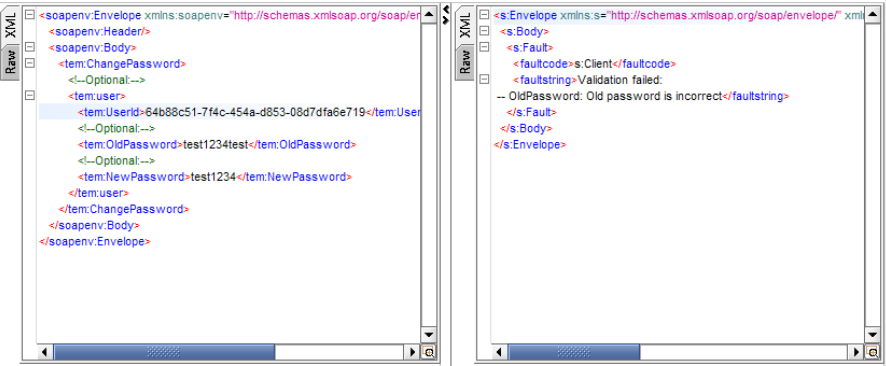 XML
Raw
<soapenv:Envelope xmlns:soapenv="http://schemas.xmlsoap.org/soap/er
<soapenv:Header/>
<soapenv:Body>
<tem:ChangePassword>
<!--Optional:-->
<tem:user>
<tem:UserId>64b88c51-7f4c-454a-d853-08d7dfa6e719</tem:User
<!--Optional:-->
<tem:OldPassword>test1234test</tem:OldPassword>
<!--Optional:-->
<tem:NewPassword>test1234</tem:NewPassword>
</tem:user>
</tem:ChangePassword>
</soapenv:Body>
</soapenv:Envelope>
XML
Raw
<s:Envelope xmlns:s="http://schemas.xmlsoap.org/soap/envelope/" xml
<s:Body>
<s:Fault>
<faultcode>s:Client</faultcode>
<faultstring>Validation failed:
-- OldPassword: Old password is incorrect</faultstring>
</s:Fault>
</s:Body>
</s:Envelope>